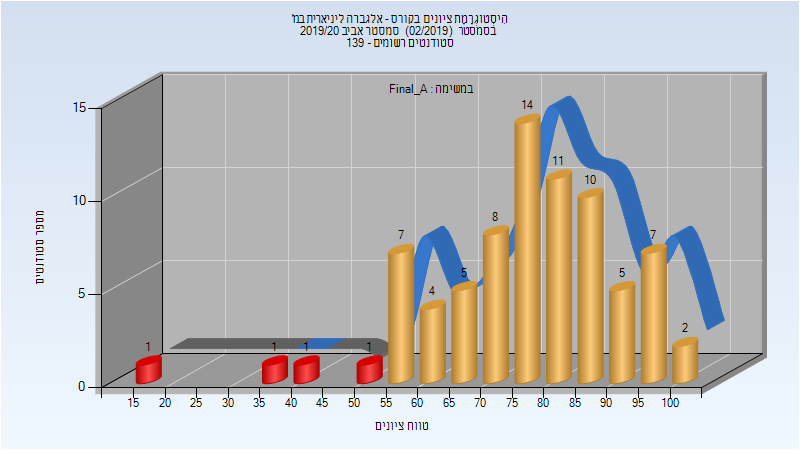 היסטוגרמת ציונים בקורס - אלגברה ליניארית במ'
בסמסטר (02/2019) סמסטר אביב 2019/20
סטודנטים רשומים - 139
במשימה : Final_A
מספר סטודנטים
15
10
5
0
1
1
1
1
7
4
5
8
14
11
10
5
7
2
15 20 25 30 35 40 45 50 55 60 65 70 75 80 85 90 95 100
טווח ציונים